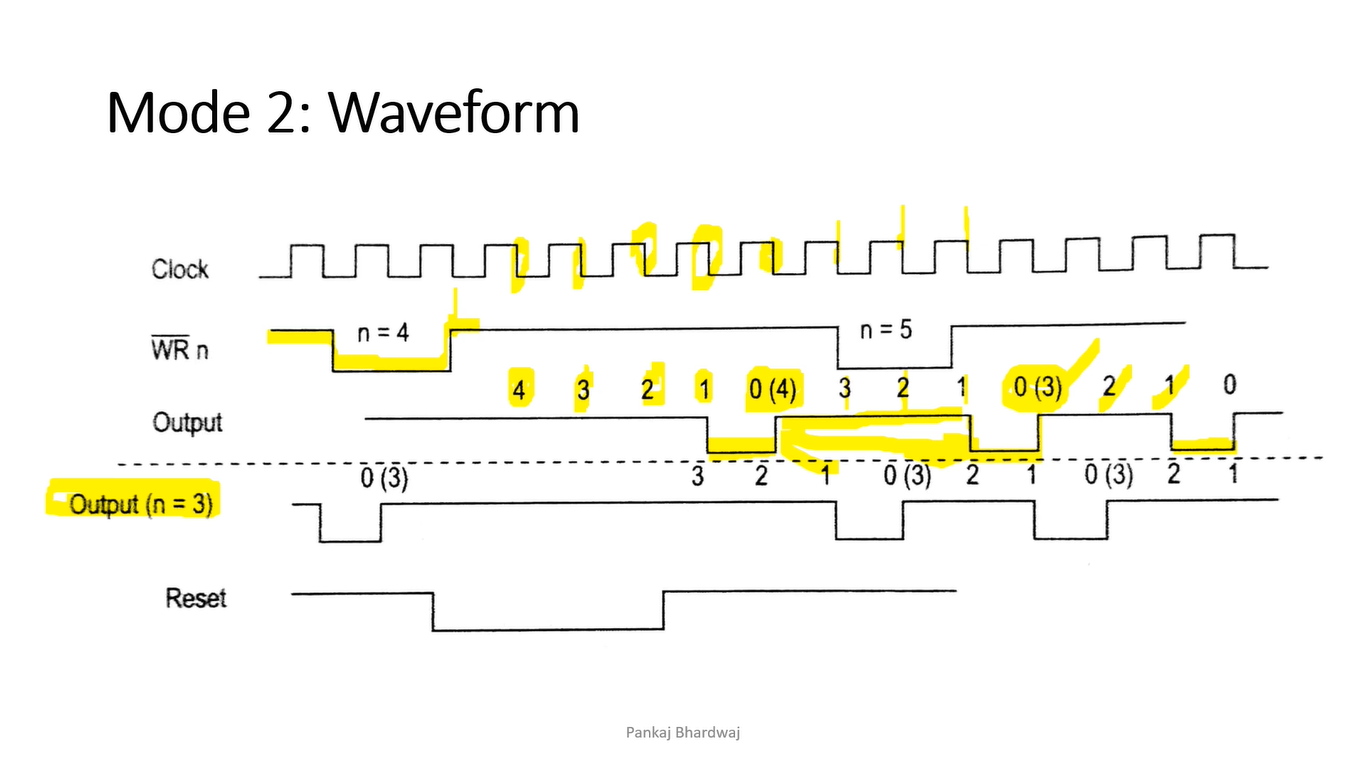 Mode 2: Waveform
Clock
WR n n = 4 n = 5
4 3 2 1 0 (4) 3 2 1 0 (3) 2 1 0
Output
0 (3) 3 2 1 0 (3) 2 1 0 (3) 2 1
Output (n = 3)
Reset
Pankaj Bhardwaj